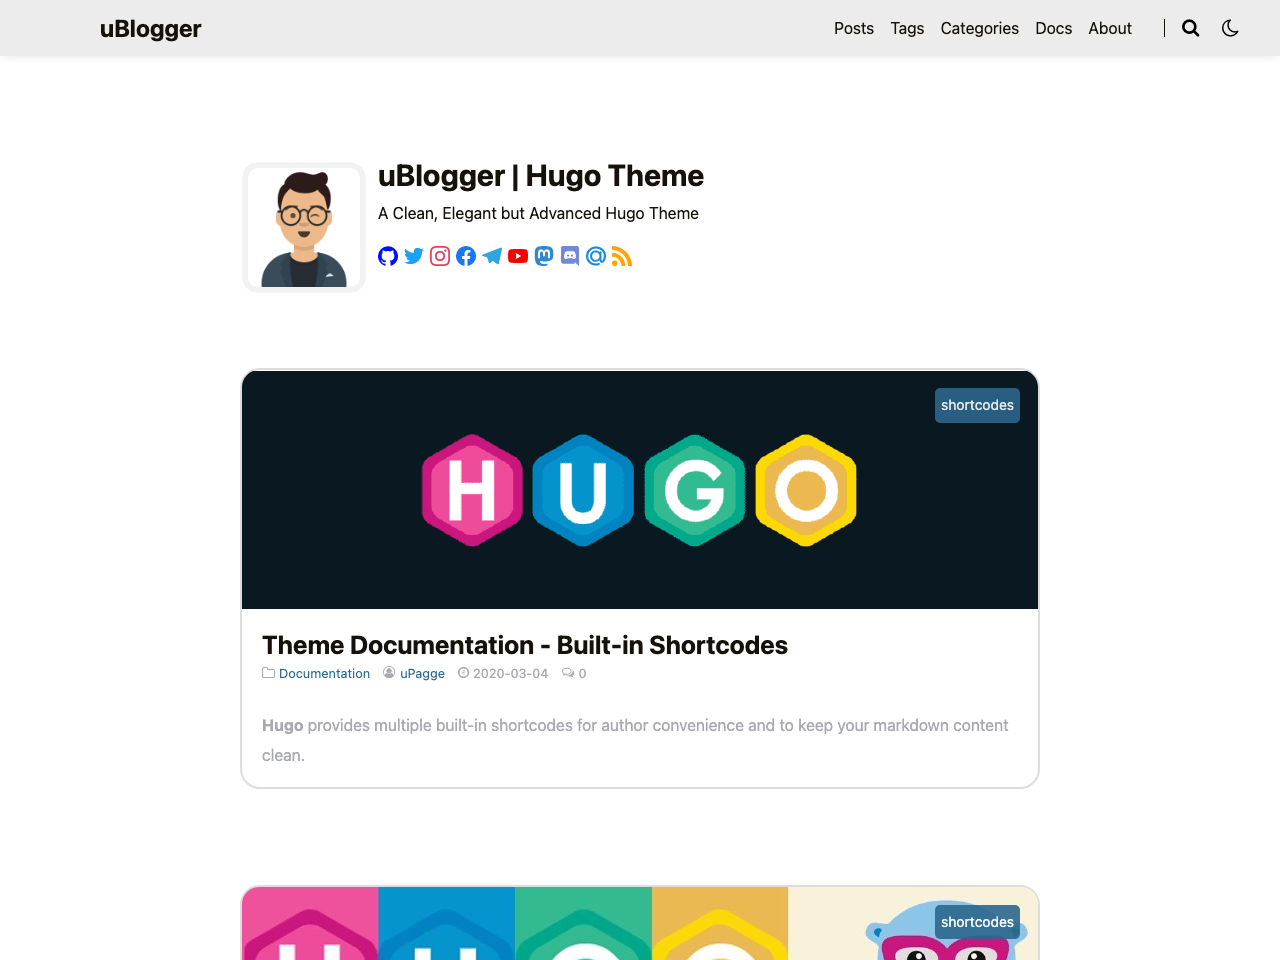 uBlogger
Posts Tags Categories Docs About
uBlogger | Hugo Theme
A Clean, Elegant but Advanced Hugo Theme
shortcodes
HUGO
Theme Documentation - Built-in Shortcodes
Documentation uPagge 2020-03-04 0
Hugo provides multiple built-in shortcodes for author convenience and to keep your markdown content
clean.
shortcodes